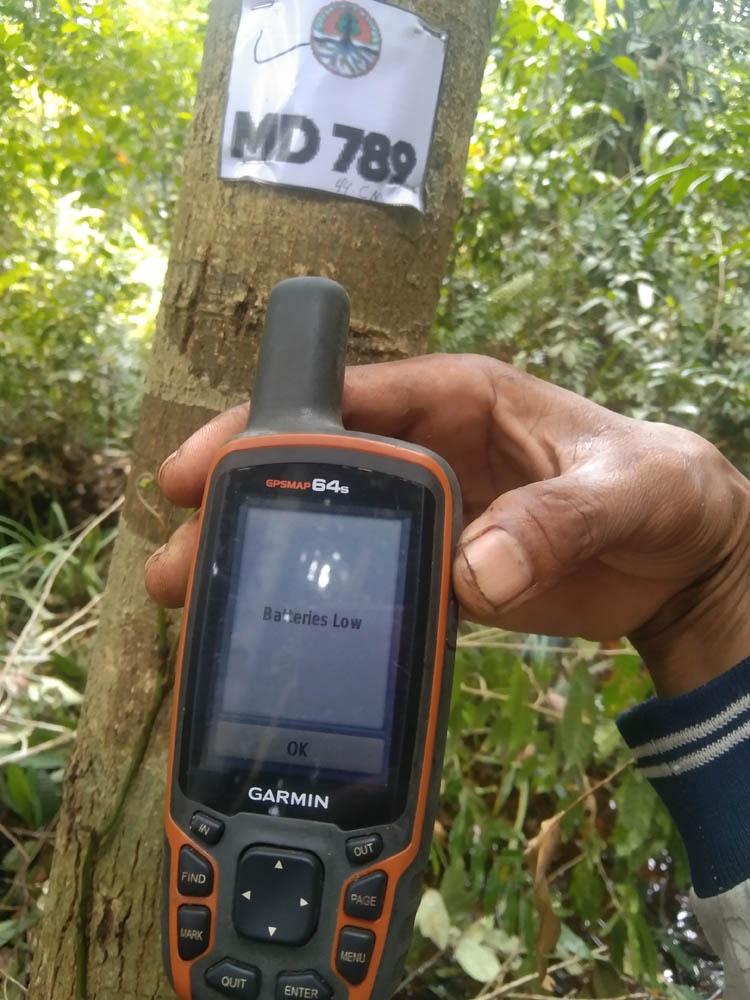 MD 789
GPSMAP 64s
Batteries Low
OK
GARMIN
IN
OUT
FIND
PAGE
MARK
MENU
QUIT
ENTER